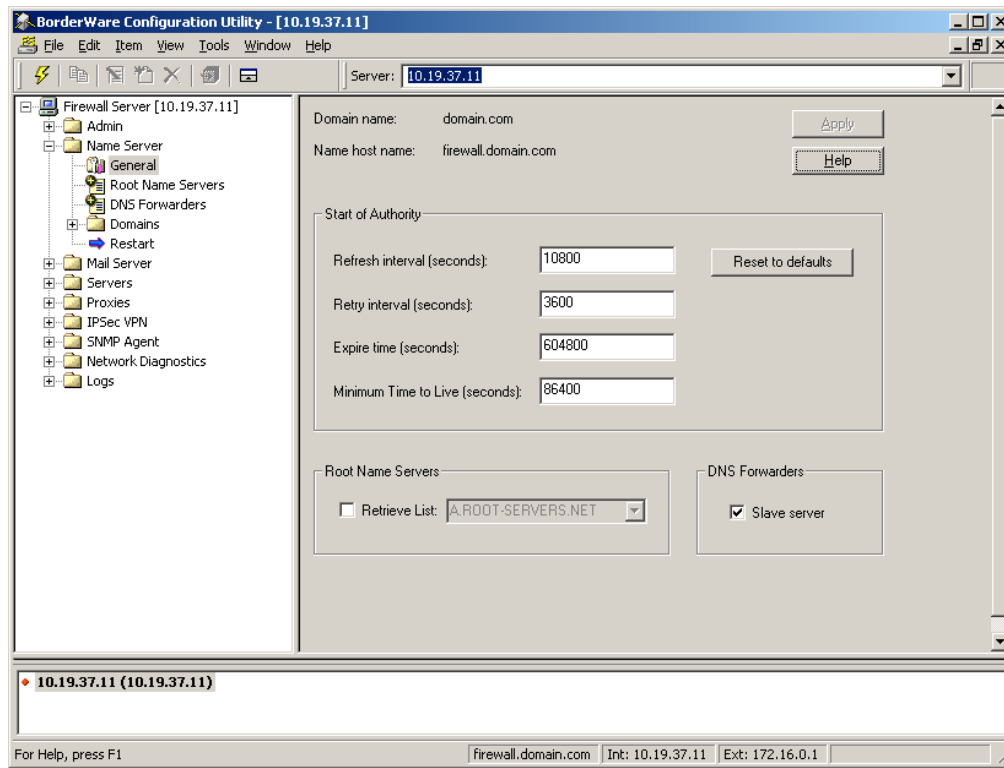 BorderWare Configuration Utility - [10.19.37.11]
File Edit Item View Tools Window Help
Server: 10.19.37.11
Firewall Server [10.19.37.11]
Admin
Name Server
General
Root Name Servers
DNS Forwarders
Domains
Restart
Mail Server
Servers
Proxies
IPSec VPN
SNMP Agent
Network Diagnostics
Logs
Domain name: domain.com
Apply
Name host name: firewall.domain.com
Help
Start of Authority
Refresh interval (seconds): 10800
Reset to defaults
Retry interval (seconds): 3600
Expire time (seconds): 604800
Minimum Time to Live (seconds): 86400
Root Name Servers
Retrieve List: A.ROOT-SERVERS.NET
DNS Forwarders
Slave server
10.19.37.11 (10.19.37.11)
For Help, press F1
firewall.domain.com Int: 10.19.37.11 Ext: 172.16.0.1